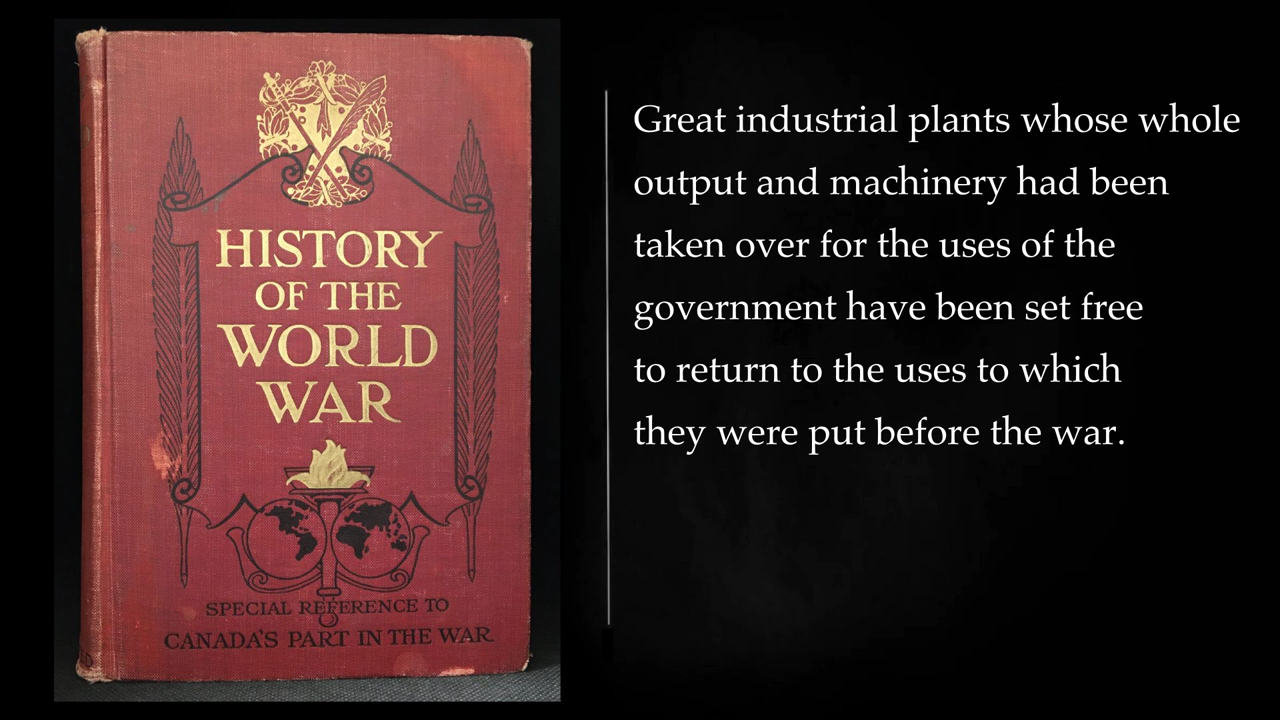 HISTORY
OF THE
WORLD
WAR
SPECIAL REFERENCE TO
CANADA'S PART IN THE WAR
Great industrial plants whose whole
output and machinery had been
taken over for the uses of the
government have been set free
to return to the uses to which
they were put before the war.